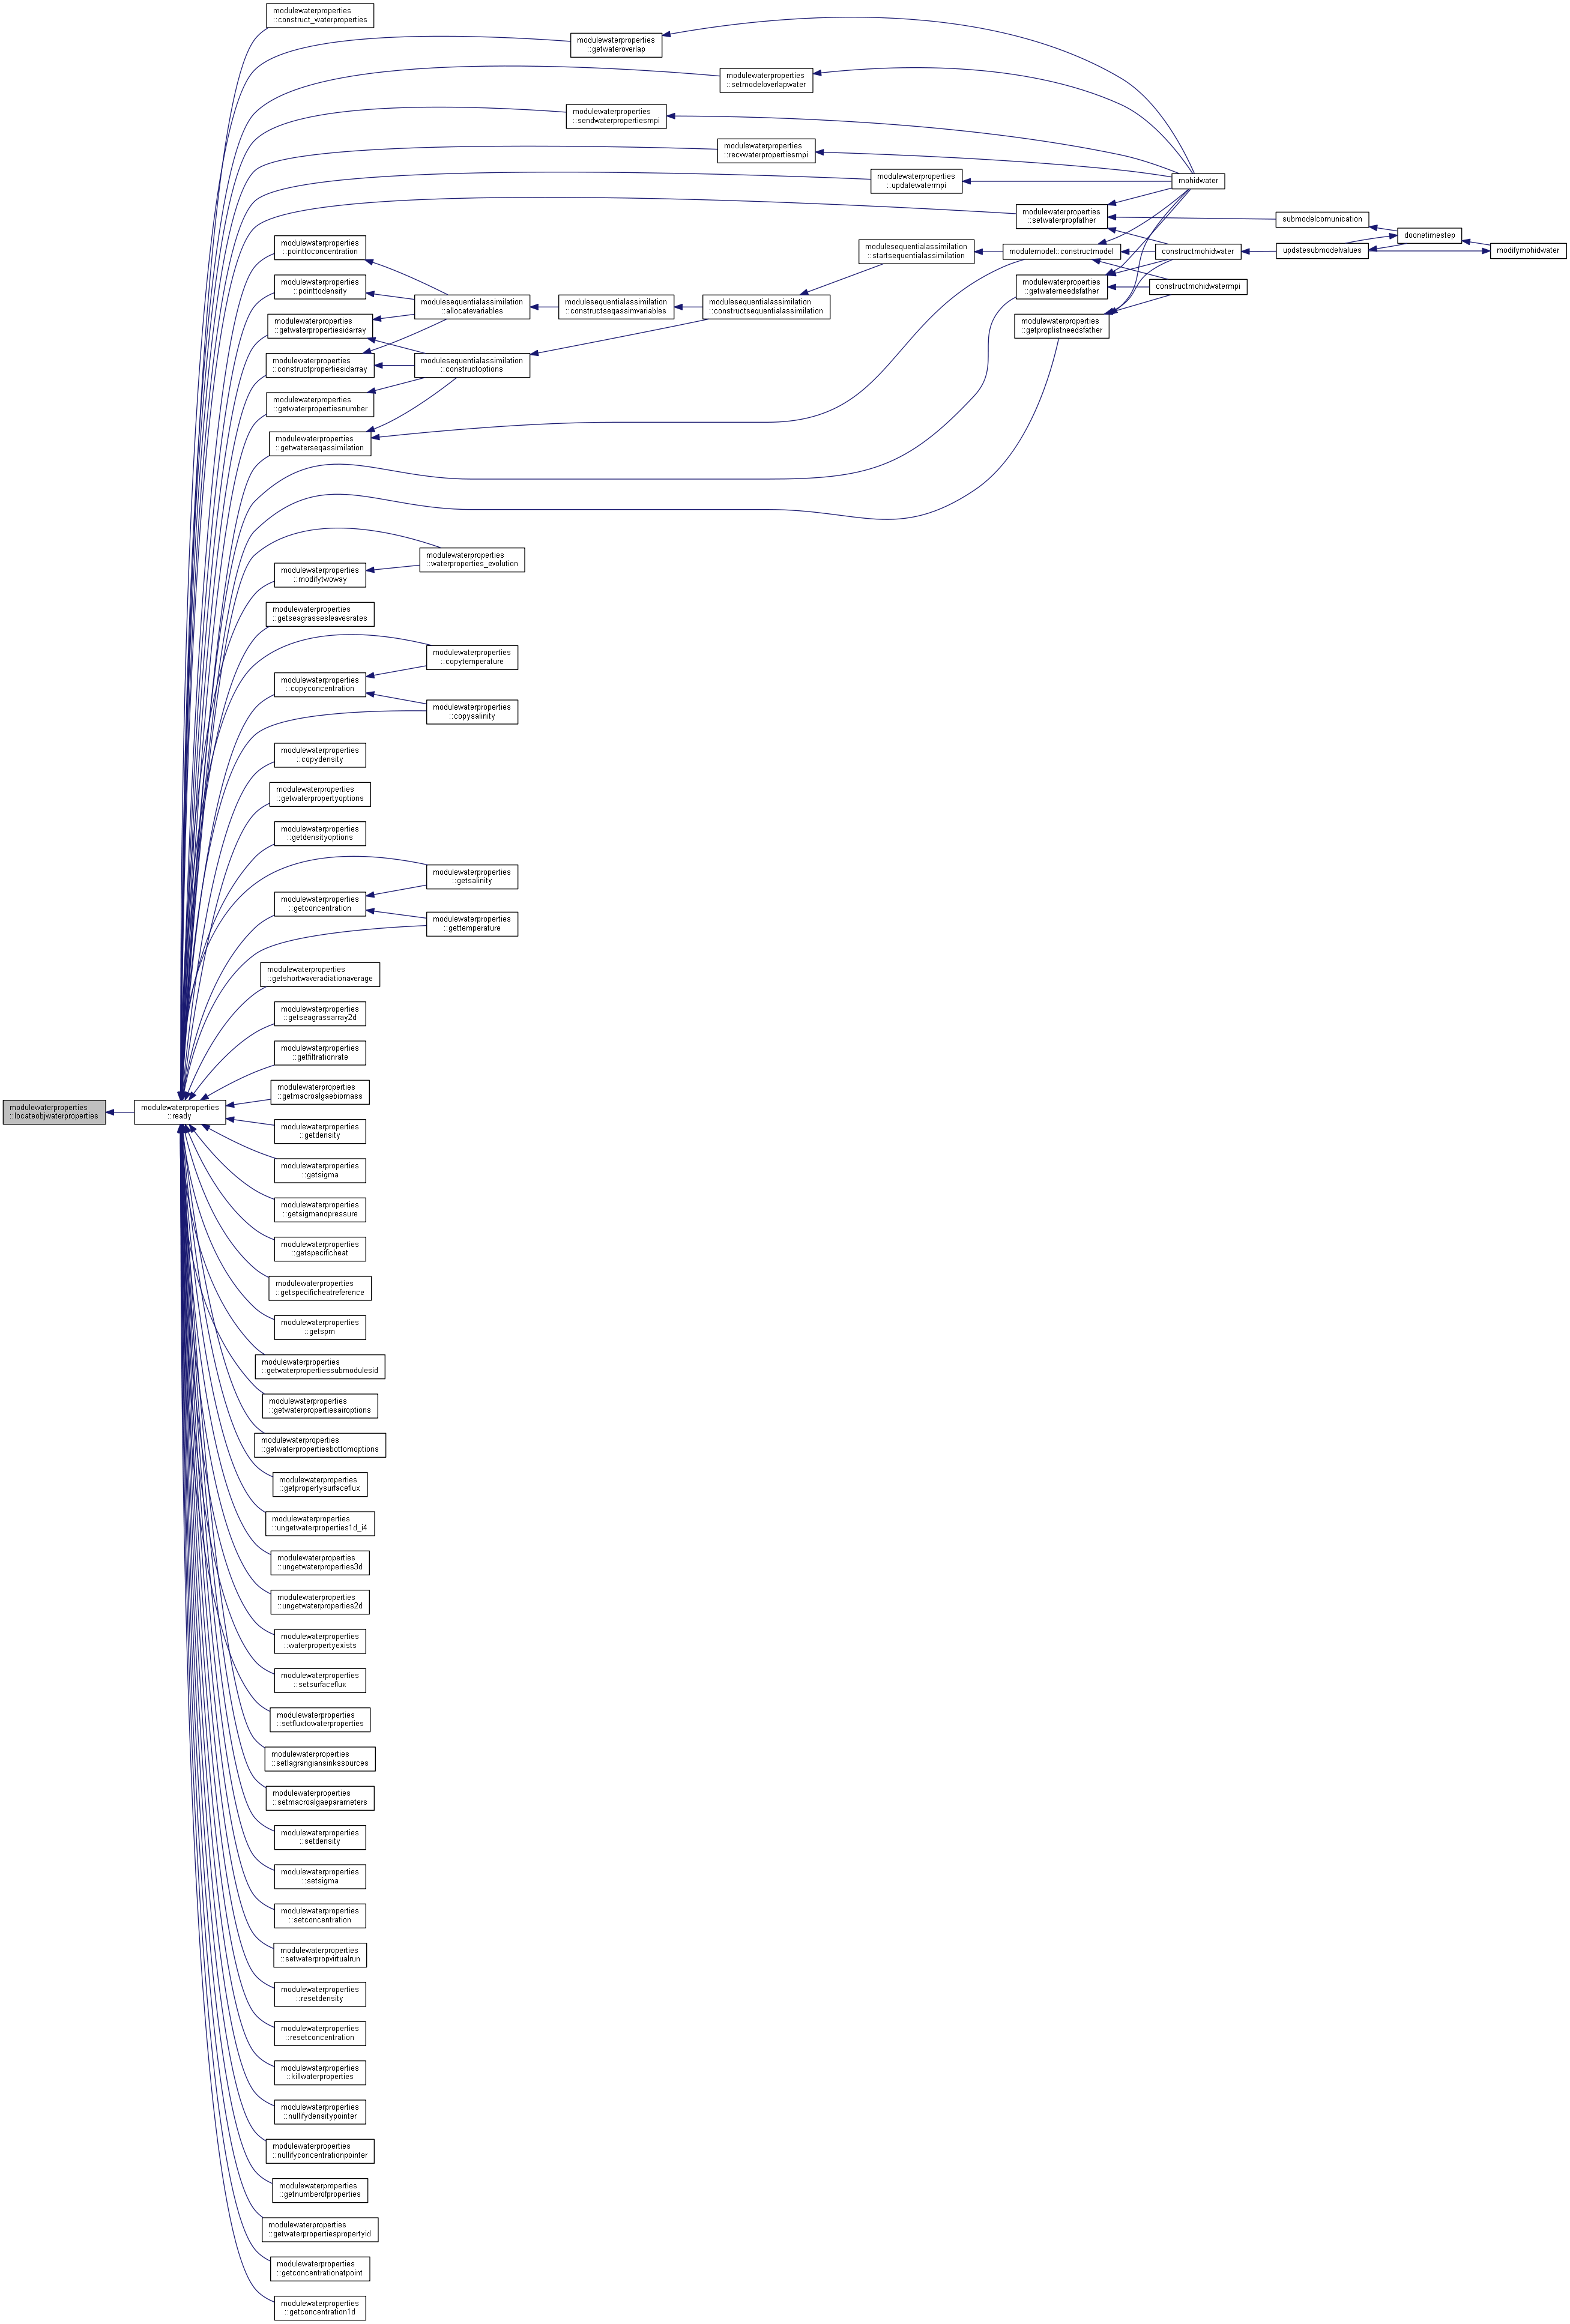 modulewaterproperties
::construct_waterproperties
modulewaterproperties
::getwateroverlap
modulewaterproperties
::setmodeloverlapwater
modulewaterproperties
::sendwaterpropertiesmpi
modulewaterproperties
::recvwaterpropertiesmpi
modulewaterproperties
::updatewatermpi
mohidwater
modulewaterproperties
::setwaterpropfather
submodelcomunication
doonetimestep
modifymohidwater
updatesubmodelvalues
constructmohidwater
modulemodel::constructmodel
modulesequentialassimilation
::startsequentialassimilation
modulewaterproperties
::pointtoconcentration
modulewaterproperties
::getwaterneedsfather
constructmohidwatermpi
modulewaterproperties
::pointtodensity
modulesequentialassimilation
::allocatevariables
modulesequentialassimilation
::constructseqassimvariables
modulesequentialassimilation
::constructsequentialassimilation
modulewaterproperties
::getproplistneedsfather
modulewaterproperties
::getwaterpropertiesidarray
modulewaterproperties
::constructpropertiesidarray
modulesequentialassimilation
::constructoptions
modulewaterproperties
::getwaterpropertiesnumber
modulewaterproperties
::getwaterseqassimilation
modulewaterproperties
::waterproperties_evolution
modulewaterproperties
::modifytwoway
modulewaterproperties
::getseagrassesleavesrates
modulewaterproperties
::copytemperature
modulewaterproperties
::copyconcentration
modulewaterproperties
::copysalinity
modulewaterproperties
::copydensity
modulewaterproperties
::getwaterpropertyoptions
modulewaterproperties
::getdensityoptions
modulewaterproperties
::getsalinity
modulewaterproperties
::getconcentration
modulewaterproperties
::gettemperature
modulewaterproperties
::getshortwaveradiationaverage
modulewaterproperties
::getseagrassarray2d
modulewaterproperties
::getfiltrationrate
modulewaterproperties
::getmacroalgaebiomass
modulewaterproperties
::locateobjwaterproperties
modulewaterproperties
::ready
modulewaterproperties
::getdensity
modulewaterproperties
::getsigma
modulewaterproperties
::getsigmanopressure
modulewaterproperties
::getspecificheat
modulewaterproperties
::getspecificheatreference
modulewaterproperties
::getspm
modulewaterproperties
::getwaterpropertiessubmodulesid
modulewaterproperties
::getwaterpropertiesairoptions
modulewaterproperties
::getwaterpropertiesbottomoptions
modulewaterproperties
::getpropertysurfaceflux
modulewaterproperties
::ungetwaterproperties1d_i4
modulewaterproperties
::ungetwaterproperties3d
modulewaterproperties
::ungetwaterproperties2d
modulewaterproperties
::waterpropertyexists
modulewaterproperties
::setsurfaceflux
modulewaterproperties
::setfluxtowaterproperties
modulewaterproperties
::setlagrangiansinkssources
modulewaterproperties
::setmacroalgaeparameters
modulewaterproperties
::setdensity
modulewaterproperties
::setsigma
modulewaterproperties
::setconcentration
modulewaterproperties
::setwaterpropvirtualrun
modulewaterproperties
::resetdensity
modulewaterproperties
::resetconcentration
modulewaterproperties
::killwaterproperties
modulewaterproperties
::nullifydensitypointer
modulewaterproperties
::nullifyconcentrationpointer
modulewaterproperties
::getnumberofproperties
modulewaterproperties
::getwaterpropertiespropertyid
modulewaterproperties
::getconcentrationatpoint
modulewaterproperties
::getconcentration1d